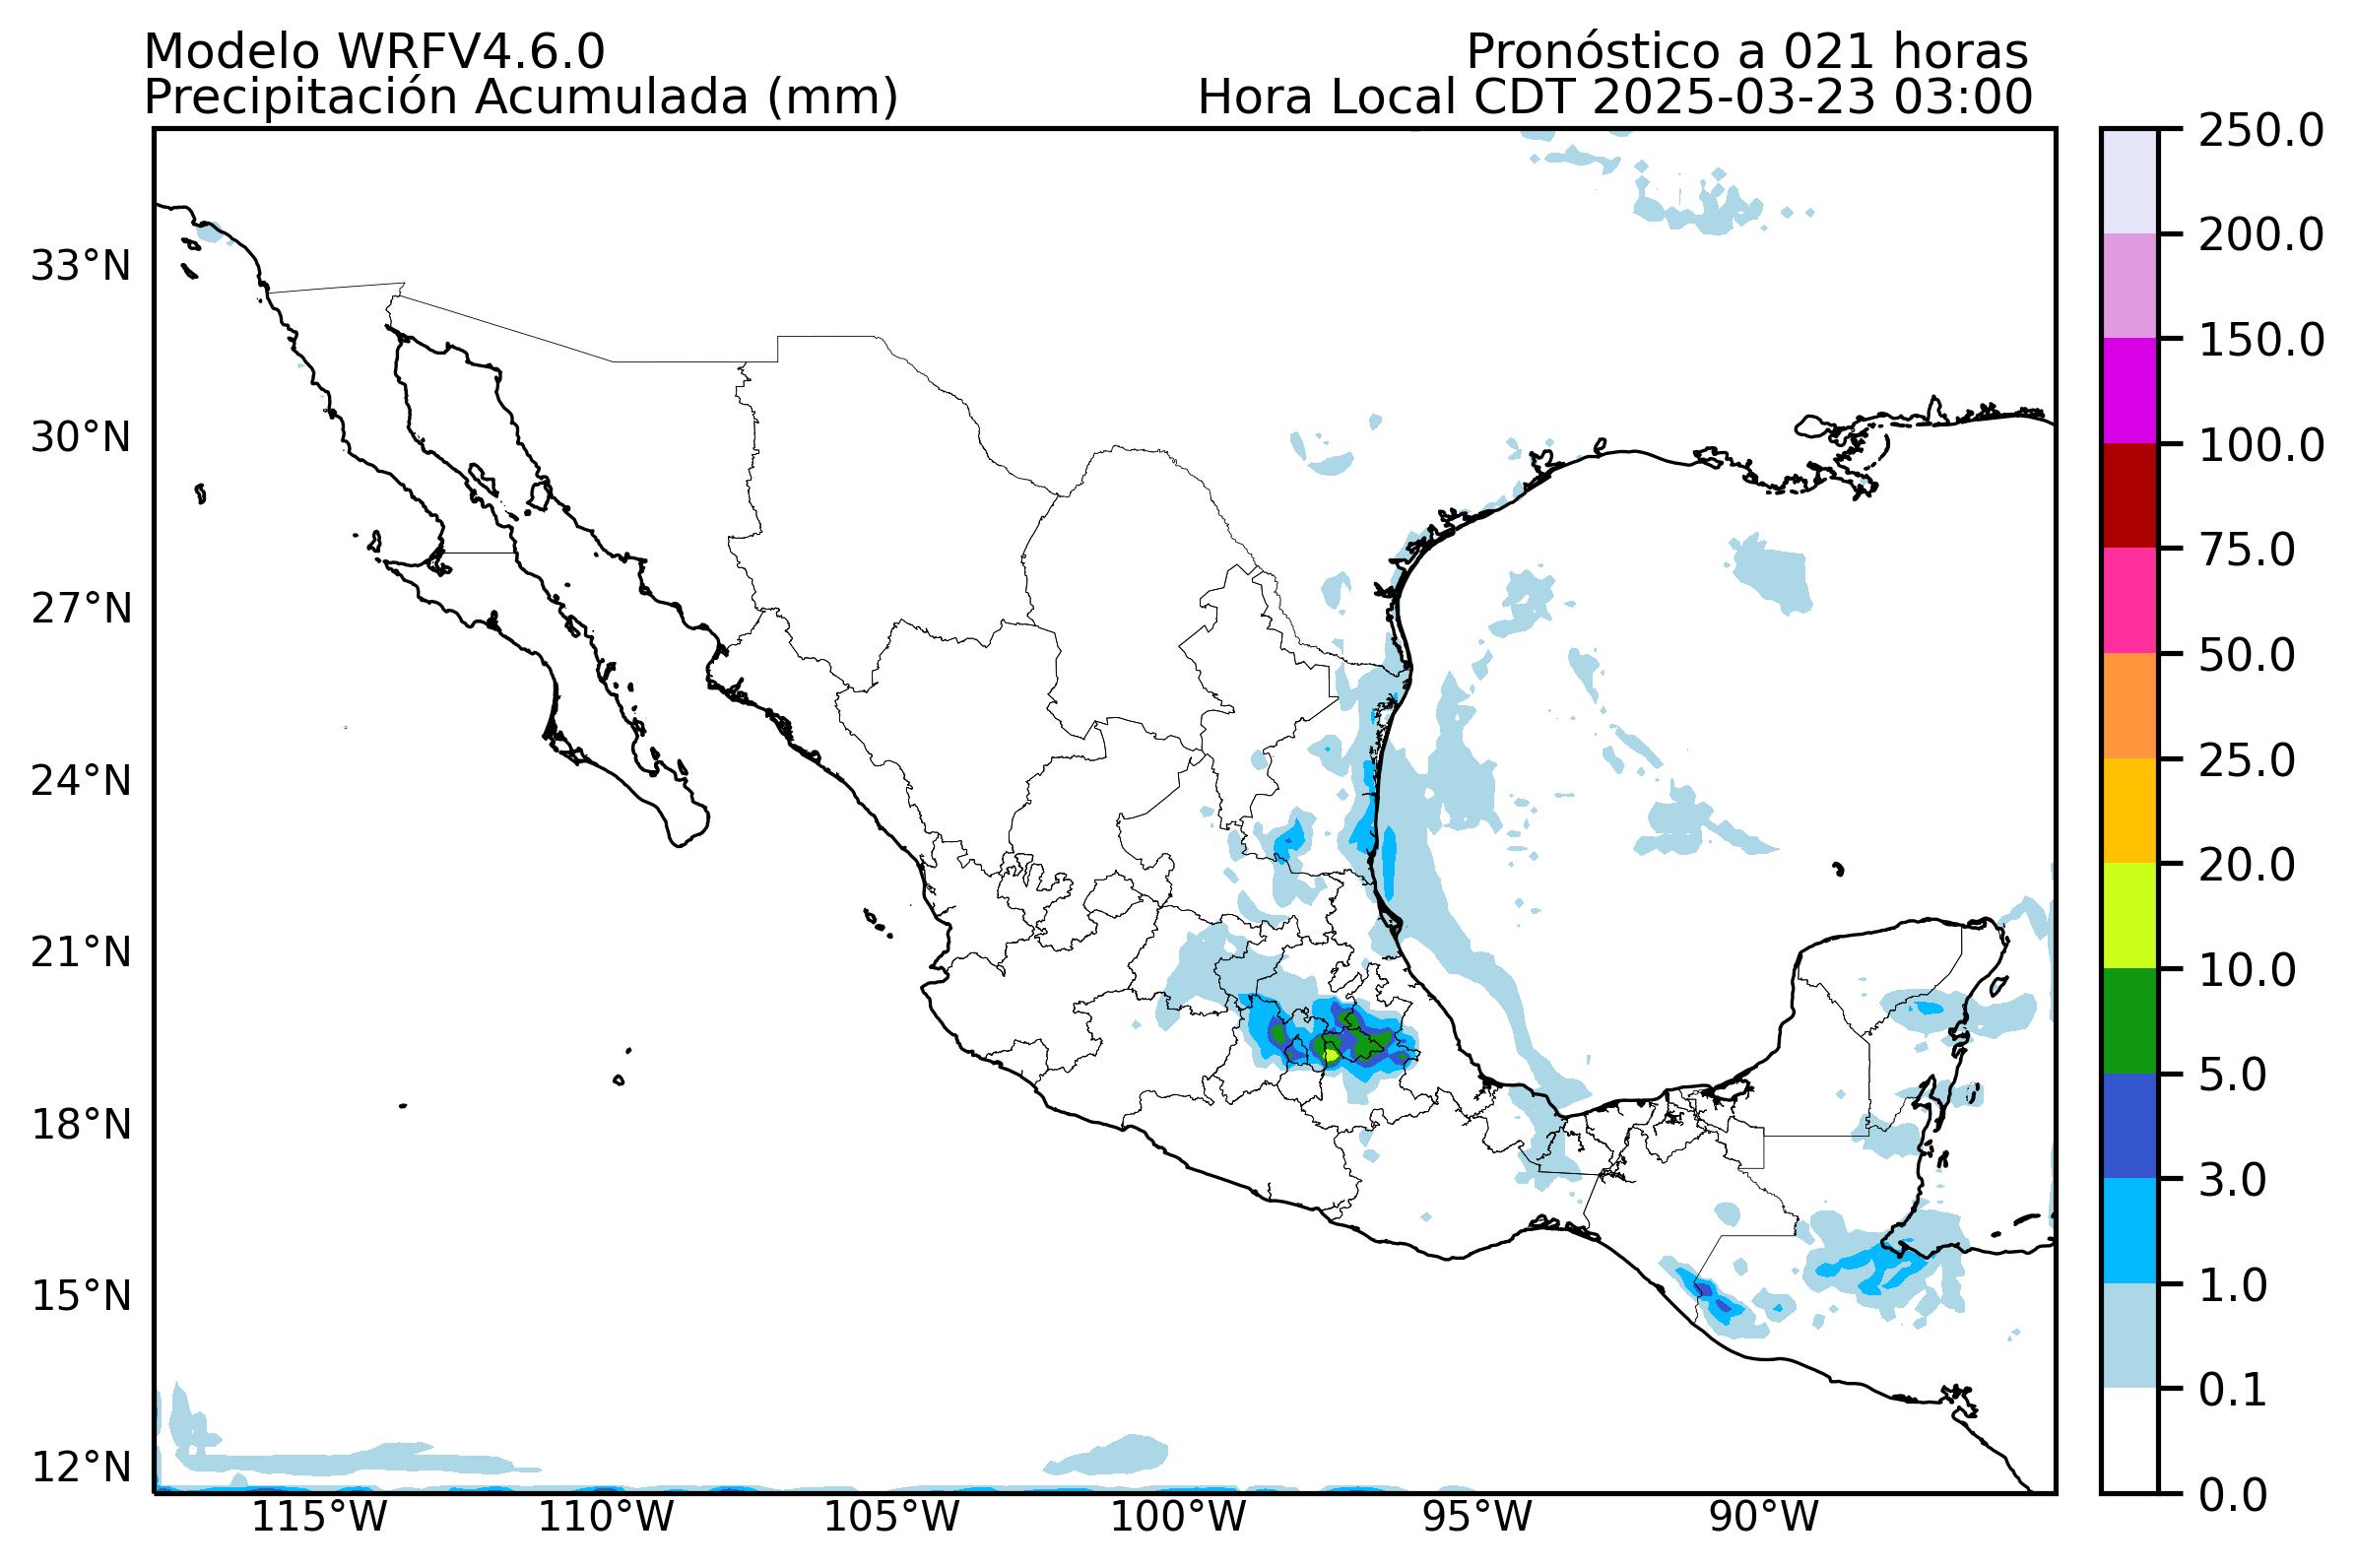 Modelo WRFV4.6.0
Pronóstico a 021 horas
Precipitación Acumulada (mm)
Hora Local CDT 2025-03-23 03:00
33°N
30°N
27°N
24°N
21°N
18°N
15°N
12°N
115°W
110°W
105°W
100°W
95°W
90°W
250.0
200.0
150.0
100.0
75.0
50.0
25.0
20.0
10.0
5.0
3.0
1.0
0.1
0.0